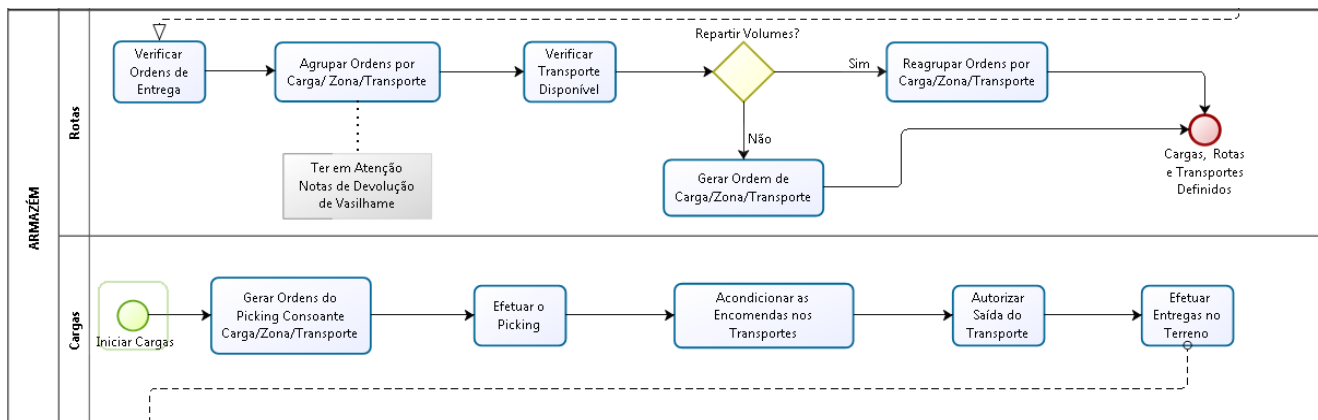 ARMAZÉM
Rotas
Verificar
Ordens de
Entrega
Agrupar Ordens por
Carga/ Zona/Transporte
Ter em Atenção
Notas de Devolução
de Vasilhame
Verificar
Transporte
Disponível
Repartir Volumes?
Sim
Não
Reagrupar Ordens por
Carga/Zona/Transporte
Gerar Ordem de
Carga/Zona/Transporte
Cargas, Rotas
e Transportes
Definidos
Cargas
Iniciar Cargas
Gerar Ordens do
Picking Consoante
Carga/Zona/Transporte
Efetuar o
Picking
Acondicionar as
Encomendas nos
Transportes
Autorizar
Saída do
Transporte
Efetuar
Entregas no
Terreno